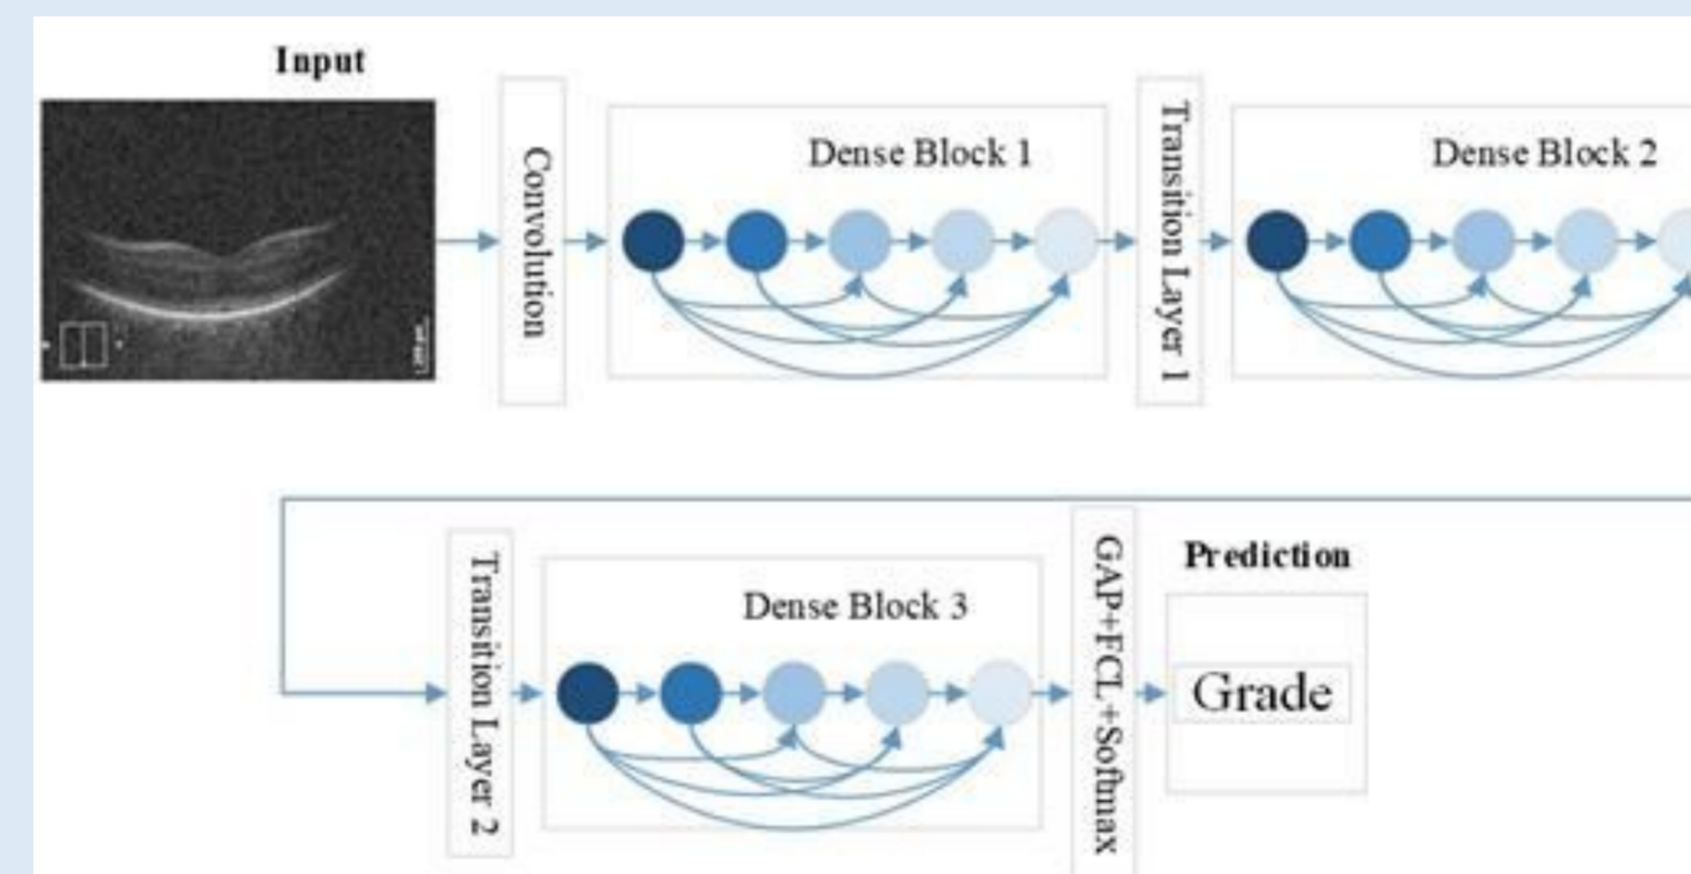 Input
Convolution
Dense Block 1
Transition Layer 1
Dense Block 2
Transition Layer 2
Dense Block 3
GAP+FCL+Softmax
Prediction
Grade